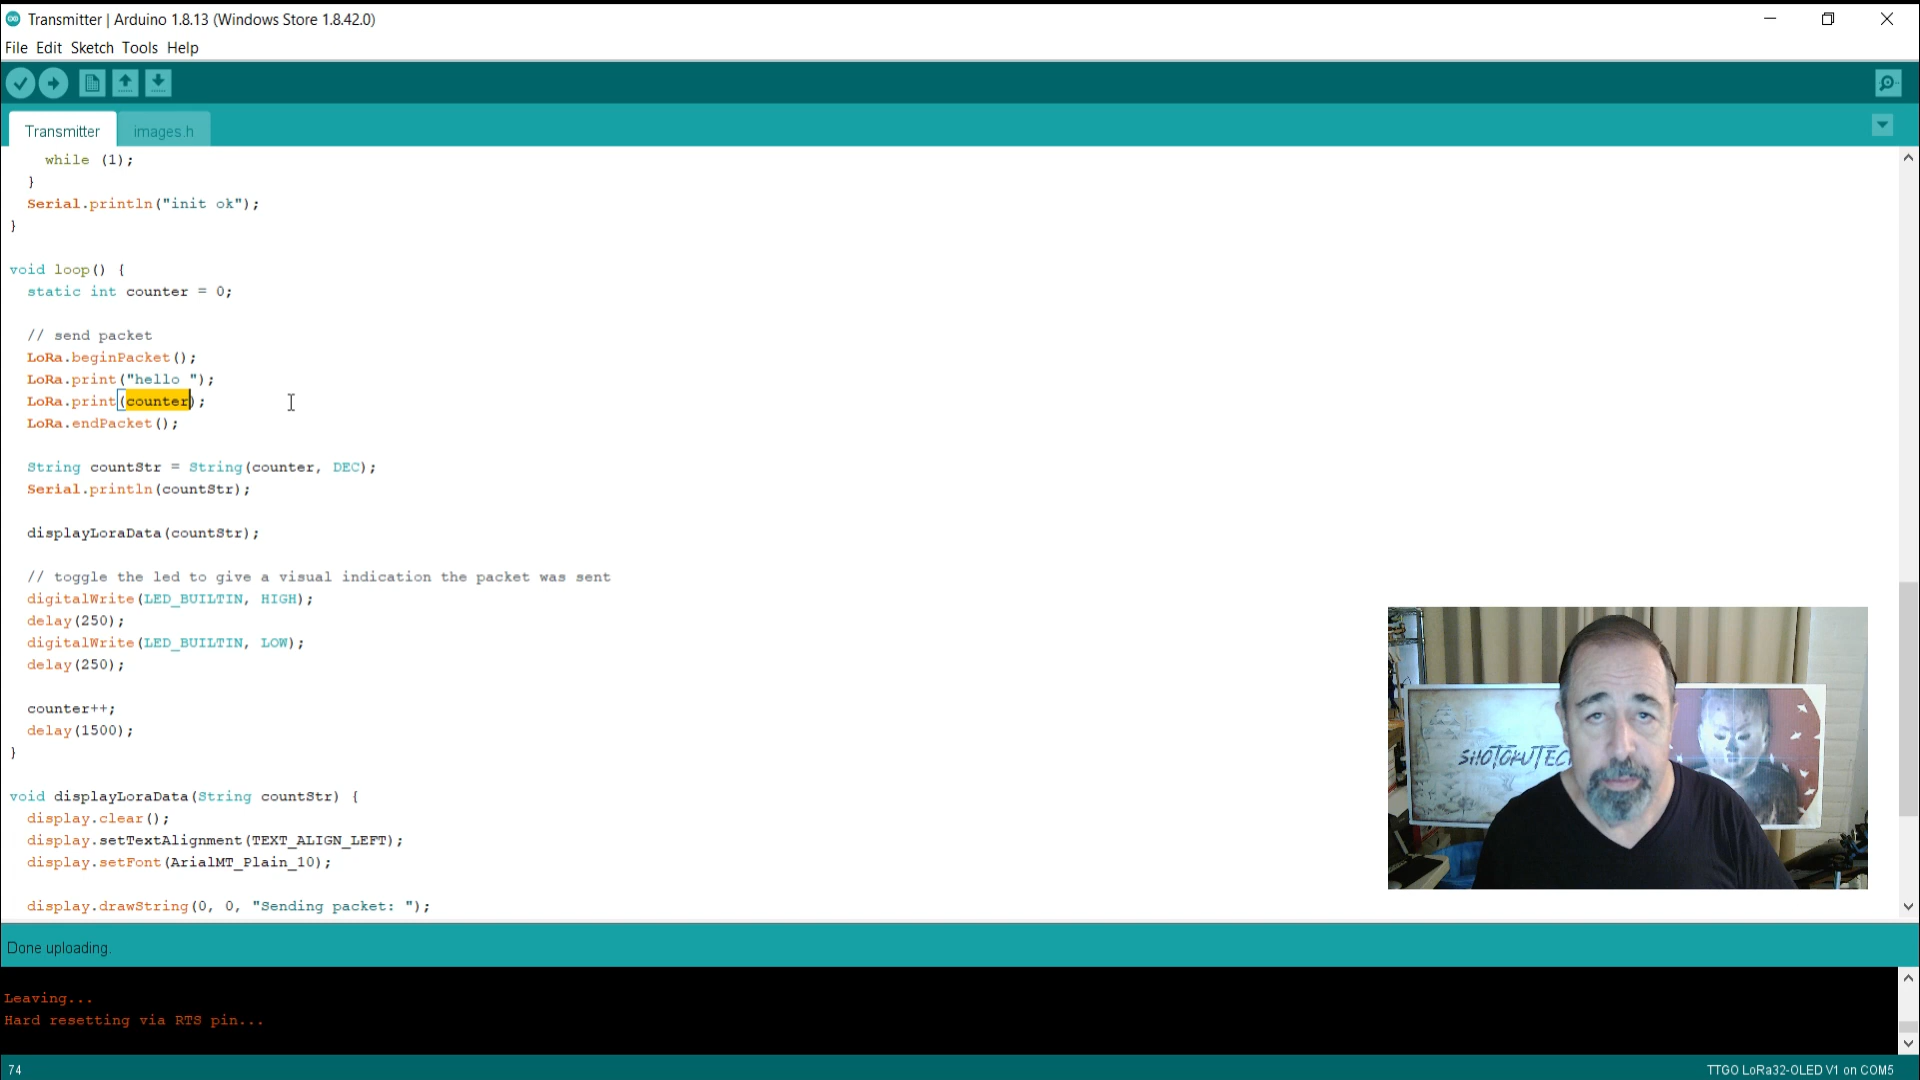 Transmitter | Arduino 1.8.13 (Windows Store 1.8.42.0)
File Edit Sketch Tools Help
Transmitter images.h
while (1);
}
Serial.println("init ok");
}
void loop() {
static int counter = 0;
// send packet
LoRa.beginPacket();
LoRa.print("hello ");
LoRa.print(counter);
LoRa.endPacket();
String countStr = String(counter, DEC);
Serial.println(countStr);
displayLoraData(countStr);
// toggle the led to give a visual indication the packet was sent
digitalWrite(LED_BUILTIN, HIGH);
delay(250);
digitalWrite(LED_BUILTIN, LOW);
delay(250);
counter++;
delay(1500);
}
void displayLoraData(String countStr) {
display.clear();
display.setTextAlignment(TEXT_ALIGN_LEFT);
display.setFont(ArialMT_Plain_10);
display.drawString(0, 0, "Sending packet: ");
SHOTOKUTEC
Done uploading.
Leaving...
Hard resetting via RTS pin...
74
TTGO LoRa32-OLED V1 on COM5